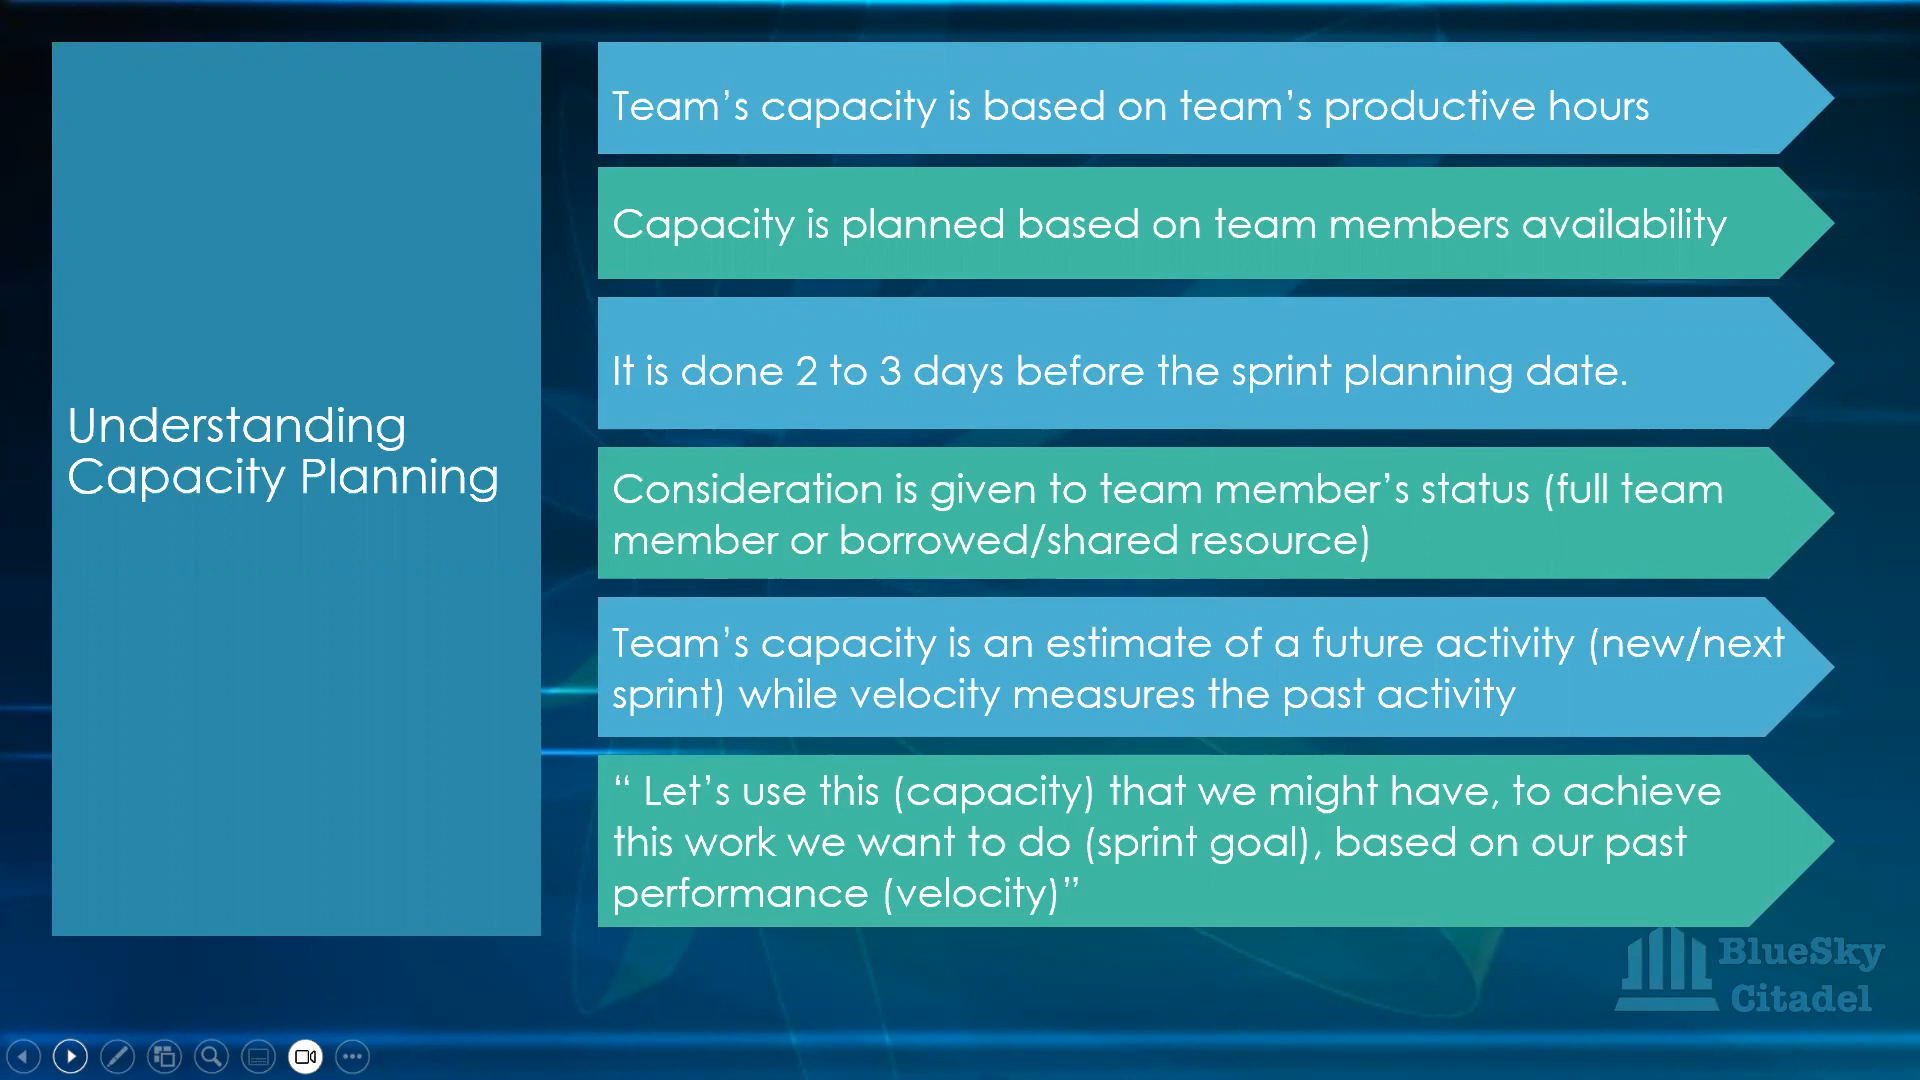 Understanding
Capacity Planning
Team’s capacity is based on team’s productive hours
Capacity is planned based on team members availability
It is done 2 to 3 days before the sprint planning date.
Consideration is given to team member’s status (full team
member or borrowed/shared resource)
Team’s capacity is an estimate of a future activity (new/next
sprint) while velocity measures the past activity
“ Let’s use this (capacity) that we might have, to achieve
this work we want to do (sprint goal), based on our past
performance (velocity)”
BlueSky
Citadel